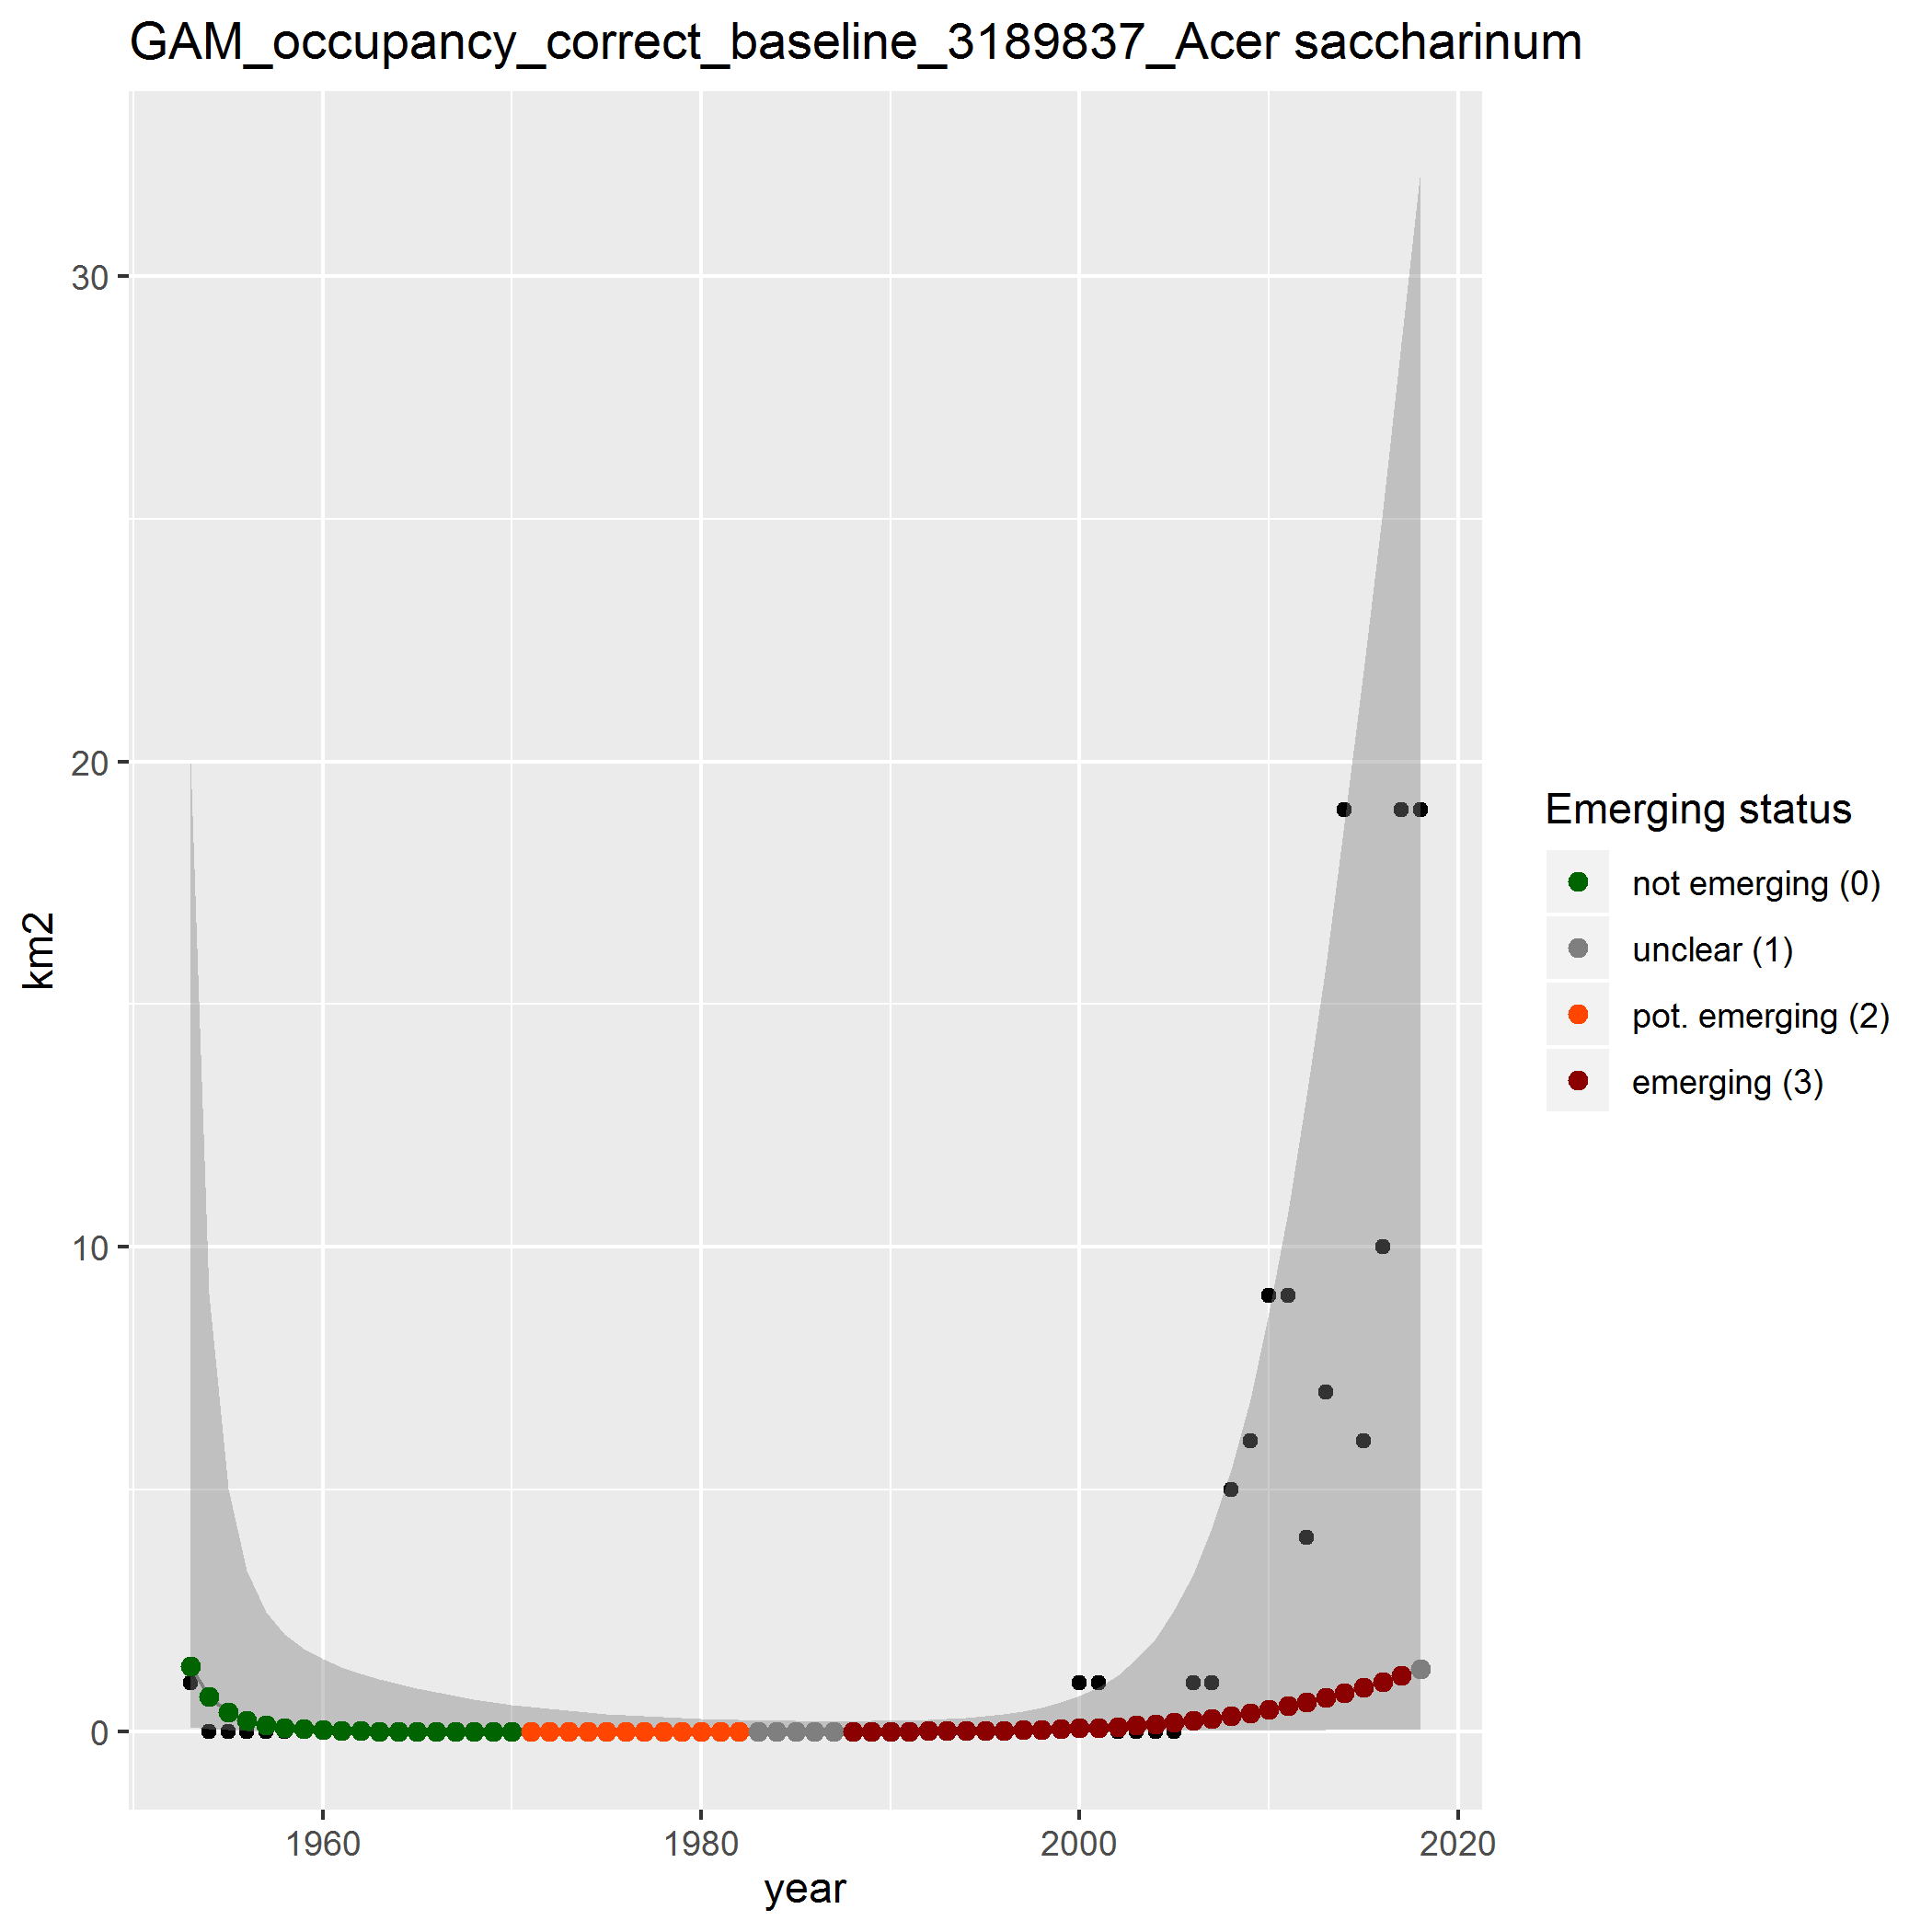 GAM_occupancy_correct_baseline_3189837_Acer saccharinum
30
20
10
0
km2
1960
1980
2000
2020
year
Emerging status
not emerging (0)
unclear (1)
pot. emerging (2)
emerging (3)